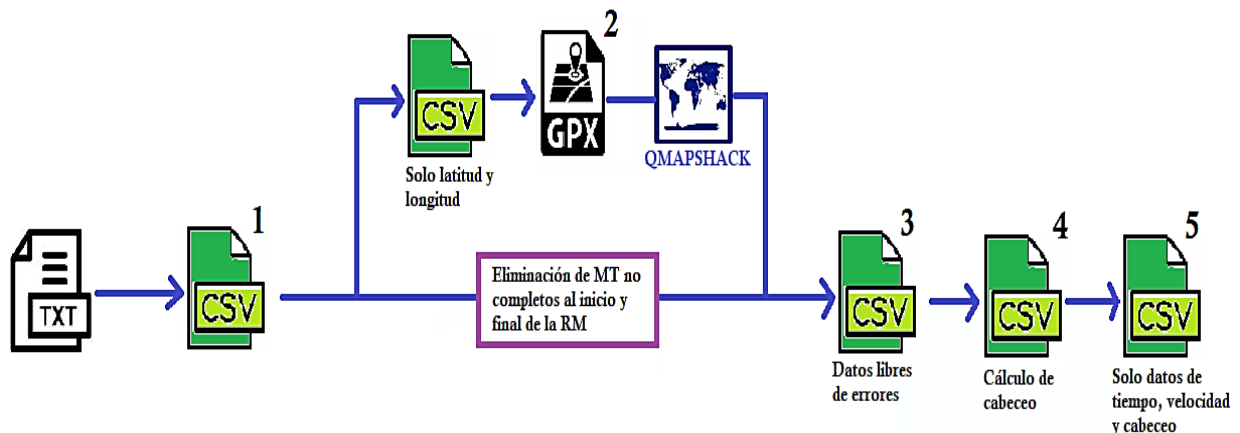 2
CSV
GPX
QMAPSHACK
Solo latitud y
longitud
1
3
4
5
TXT
CSV
Eliminación de MT no
completos al inicio y
final de la RM
CSV
CSV
CSV
Datos libres
de errores
Cálculo de
cabeceo
Solo datos de
tiempo, velocidad
y cabeceo